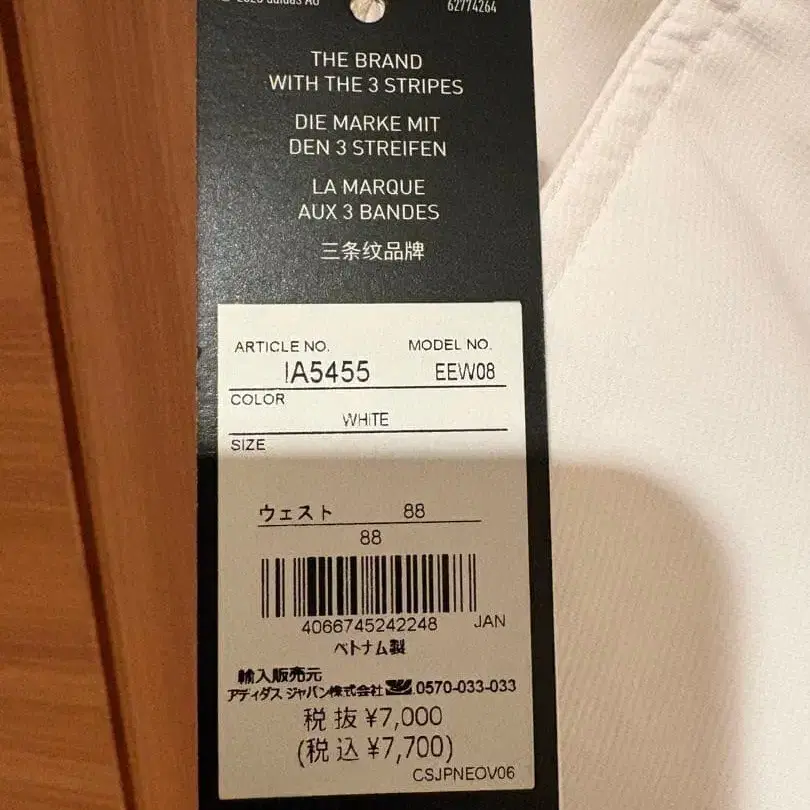 © 2023 adidas AG
62774264
THE BRAND
WITH THE 3 STRIPES
DIE MARKE MIT
DEN 3 STREIFEN
LA MARQUE
AUX 3 BANDES
三条纹品牌
ARTICLE NO. MODEL NO.
IA5455 EEW08
COLOR
WHITE
SIZE
ウェスト 88
88
4066745242248 JAN
ベトナム製
輸入販売元
アディダス ジャパン株式会社 0570-033-033
税抜 ¥7,000
(税込 ¥7,700)
CSJPNEOV06